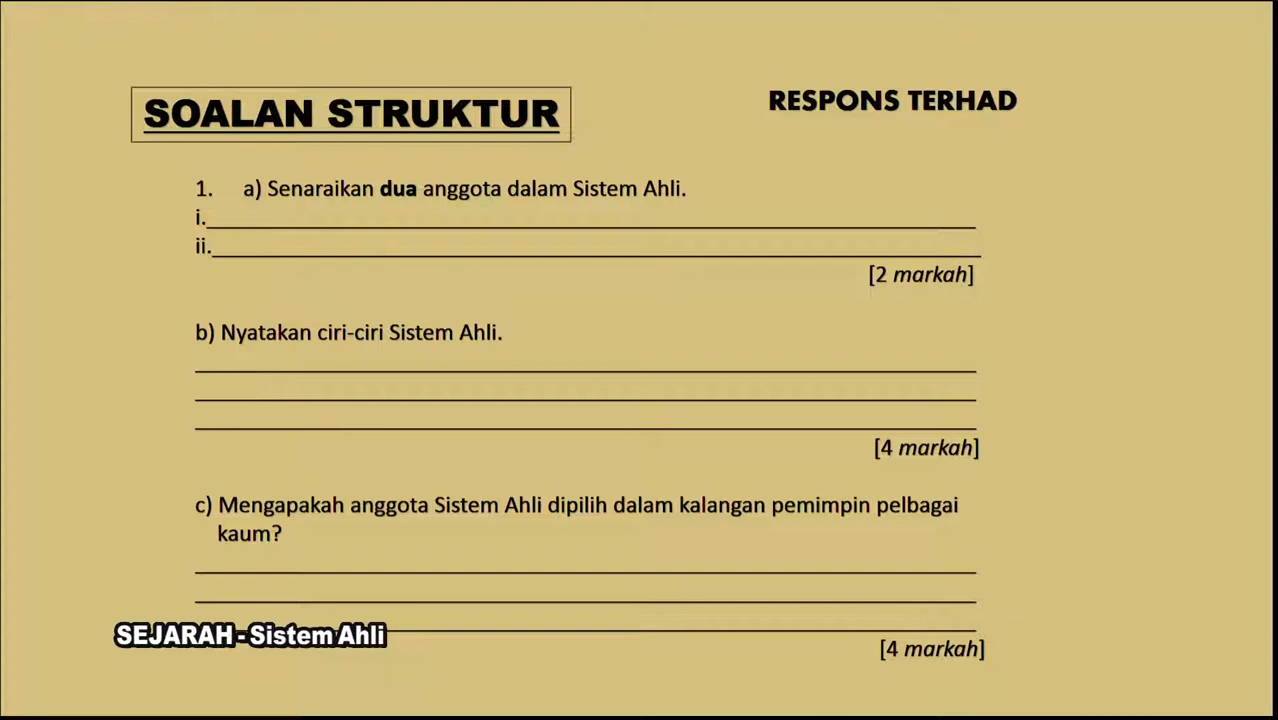 SOALAN STRUKTUR
RESPONS TERHAD
1. a) Senaraikan dua anggota dalam Sistem Ahli.
i.
ii.
[2 markah]
b) Nyatakan ciri-ciri Sistem Ahli.
[4 markah]
c) Mengapakah anggota Sistem Ahli dipilih dalam kalangan pemimpin pelbagai
kaum?
SEJARAH - Sistem Ahli
[4 markah]